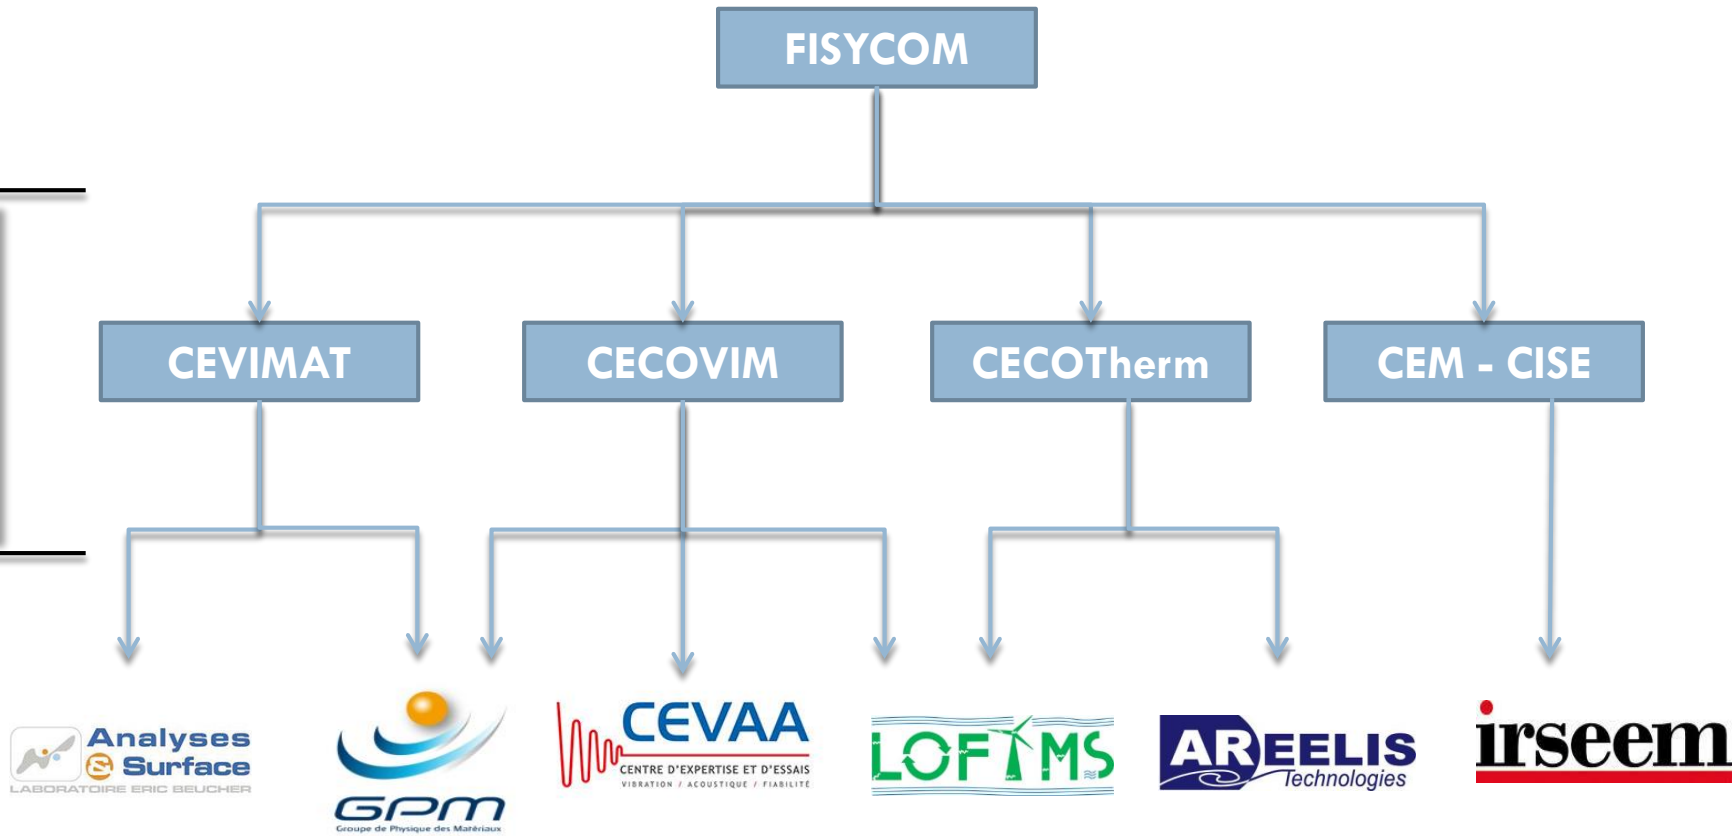 FISYCOM
CEVIMAT
CECOVIM
CECOTherm
CEM - CISE
Analyses
& Surface
LABORATOIRE ERIC BEUCHER
GPM
Groupe de Physique des Matériaux
CEVAA
CENTRE D'EXPERTISE ET D'ESSAIS
VIBRATION / ACOUSTIQUE / FIABILITÉ
LOFIMS
AREELIS
Technologies
irseem